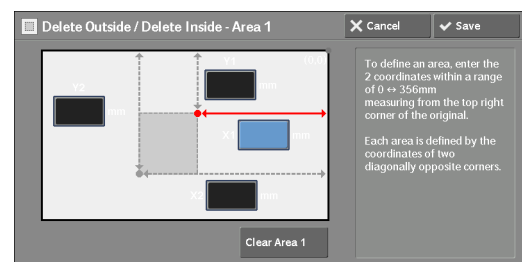 Delete Outside / Delete Inside - Area 1
Cancel
Save
Y1
(0,0)
Y2
mm
mm
X1
mm
X2
mm
To define an area, enter the
2 coordinates within a range
of 0 ↔ 356mm
measuring from the top right
corner of the original.
Each area is defined by the
coordinates of two
diagonally opposite corners.
Clear Area 1